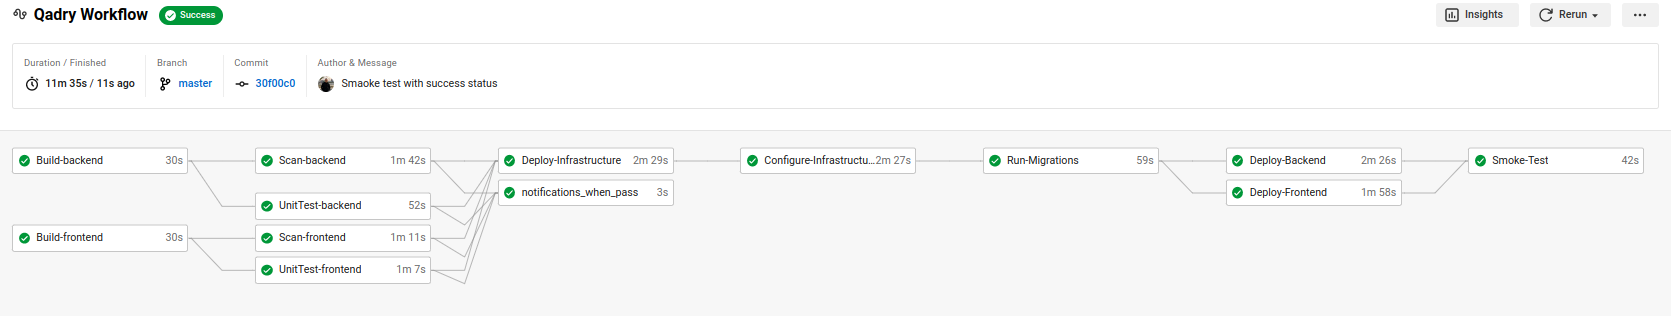 Qadry Workflow Success Insights Rerun
Duration / Finished Branch Commit Author & Message
11m 35s / 11s ago master 30f00c0 Smaoke test with success status
Build-backend 30s Scan-backend 1m 42s Deploy-Infrastructure 2m 29s Configure-Infrastructu... 2m 27s Run-Migrations 59s Deploy-Backend 2m 26s Smoke-Test 42s
notifications_when_pass 3s Deploy-Frontend 1m 58s
UnitTest-backend 52s
Build-frontend 30s Scan-frontend 1m 11s
UnitTest-frontend 1m 7s